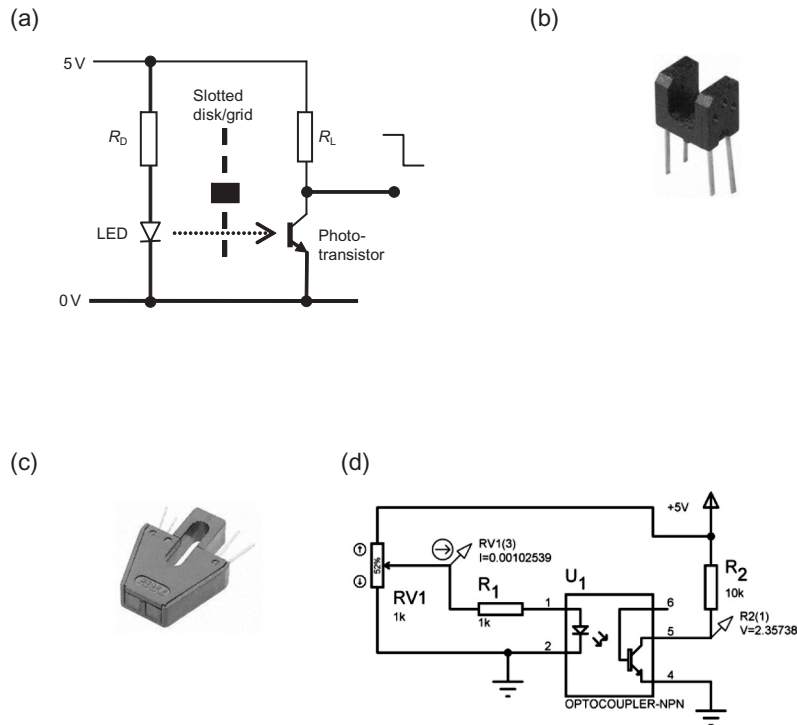 (a)
(b)
5 V
Slotted
disk/grid
RD
RL
LED
Photo-
transistor
0 V
(c)
(d)
+5V
RV1(3)
I=0.00102539
52%
RV1
1k
R1
1k
1
2
U1
6
5
4
R2
10k
R2(1)
V=2.35738
OPTOCOUPLER-NPN